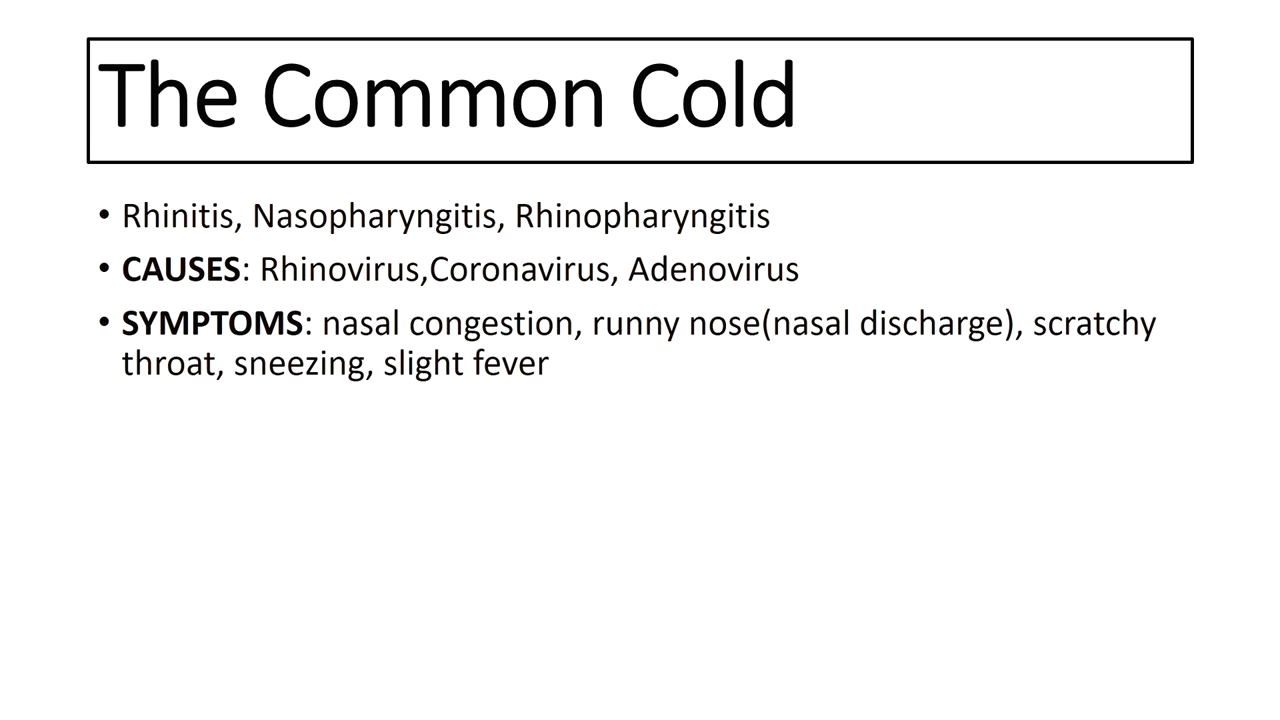 The Common Cold
• Rhinitis, Nasopharyngitis, Rhinopharyngitis
• CAUSES: Rhinovirus,Coronavirus, Adenovirus
• SYMPTOMS: nasal congestion, runny nose(nasal discharge), scratchy
throat, sneezing, slight fever